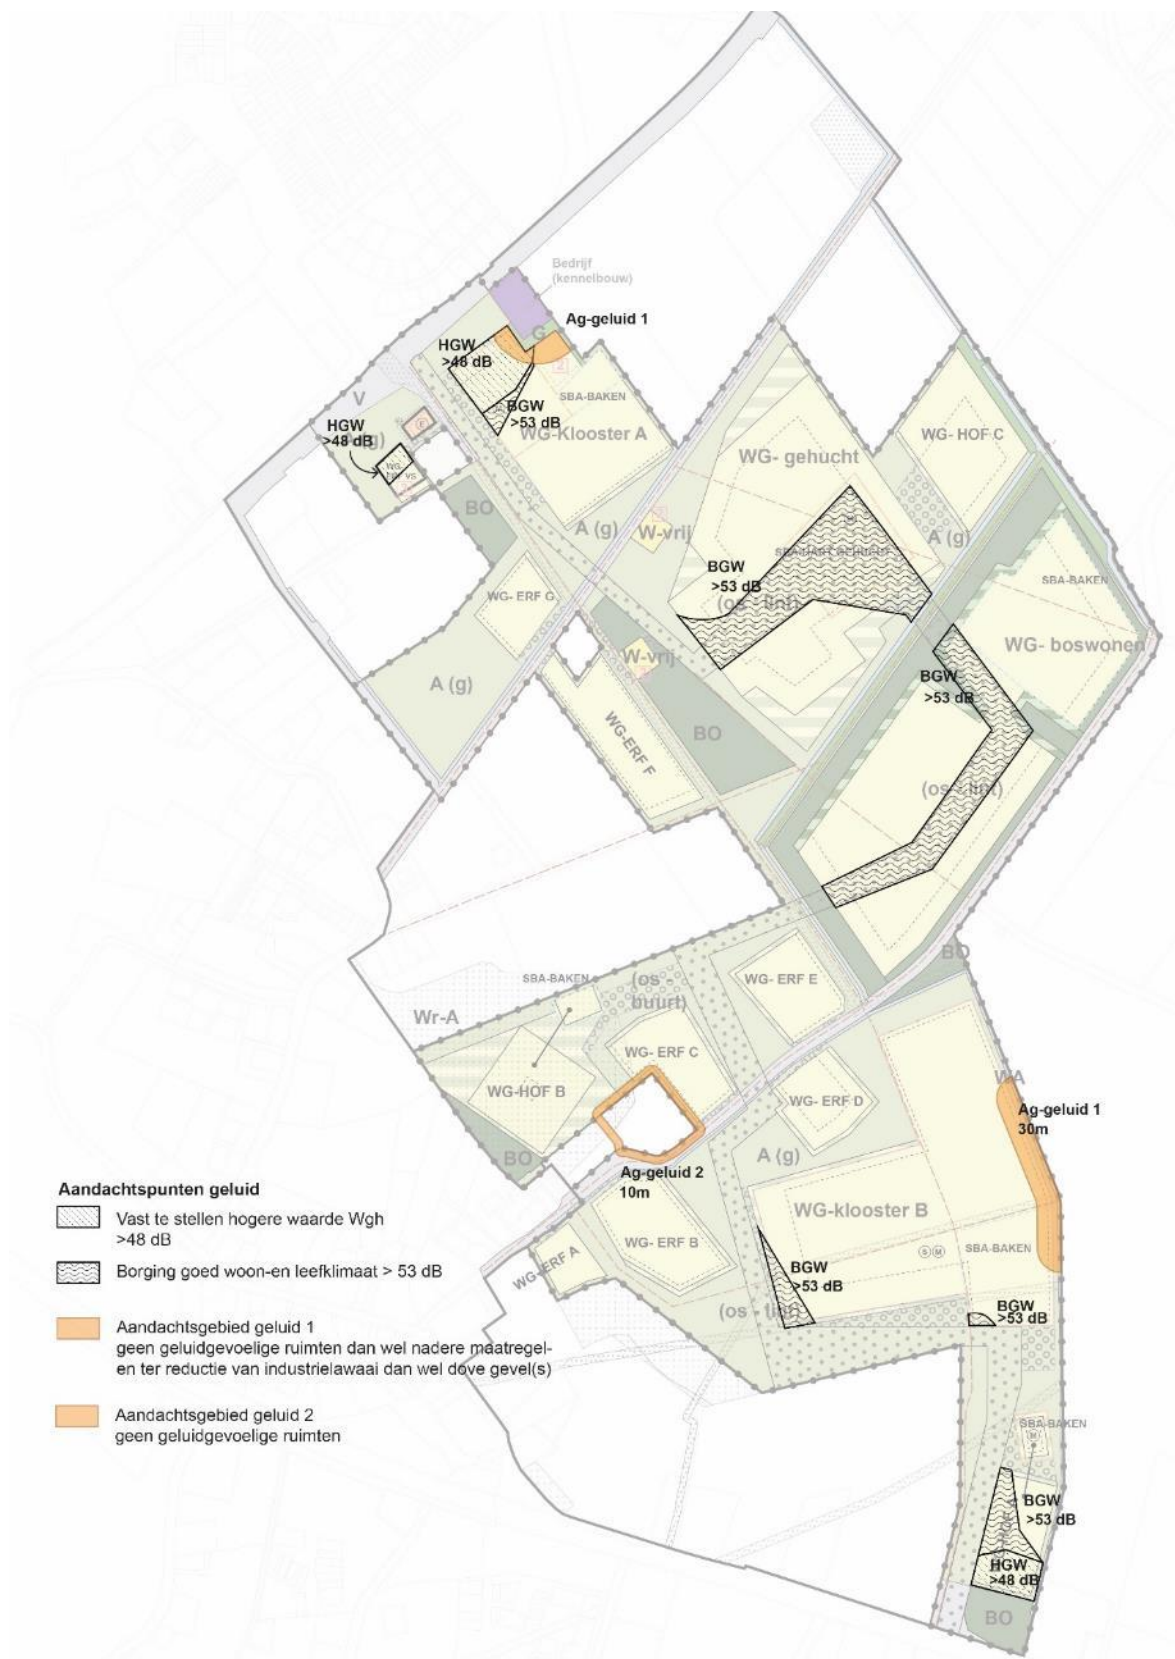 Bedrijf
(kennelbouw)
Ag-geluid 1
G
HGW
>48 dB
SBA-BAKEN
BGW
>53 dB
V
WG-Klooster A
HGW
>48 dB
(g)
WG- HOF C
WG- gehucht
BO
A (g)
W-vrij
A (g)
BGW
>53 dB
(os - lint)
SBA-BAKEN
WG- ERF G
WG- boswonen
W-vrij
BGW
>53 dB
A (g)
WG-ERF F
BO
(os - lint)
BO
SBA-BAKEN
(os -
buurt)
WG- ERF E
Wr-A
WG- ERF C
WG-HOF B
WA
WG- ERF D
Ag-geluid 1
30m
BO
A (g)
Ag-geluid 2
10m
Aandachtspunten geluid
Vast te stellen hogere waarde Wgh
>48 dB
Borging goed woon-en leefklimaat > 53 dB
Aandachtsgebied geluid 1
geen geluidgevoelige ruimten dan wel nadere maatregel-
en ter reductie van industrielawaai dan wel dove gevel(s)
Aandachtsgebied geluid 2
geen geluidgevoelige ruimten
WG-klooster B
WG- ERF B
WG-ERF A
S M
SBA-BAKEN
BGW
>53 dB
(os - lint)
BGW
>53 dB
SBA-BAKEN
M
BGW
>53 dB
HGW
>48 dB
BO